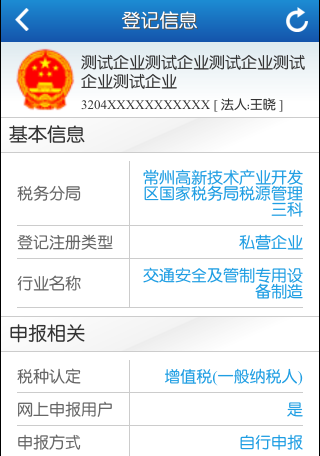 登记信息
测试企业测试企业测试企业测试
企业测试企业
3204XXXXXXXXXXX [ 法人:王晓 ]
基本信息
税务分局
常州高新技术产业开发
区国家税务局税源管理
三科
登记注册类型
私营企业
行业名称
交通安全及管制专用设
备制造
申报相关
税种认定
增值税(一般纳税人)
网上申报用户
是
申报方式
自行申报